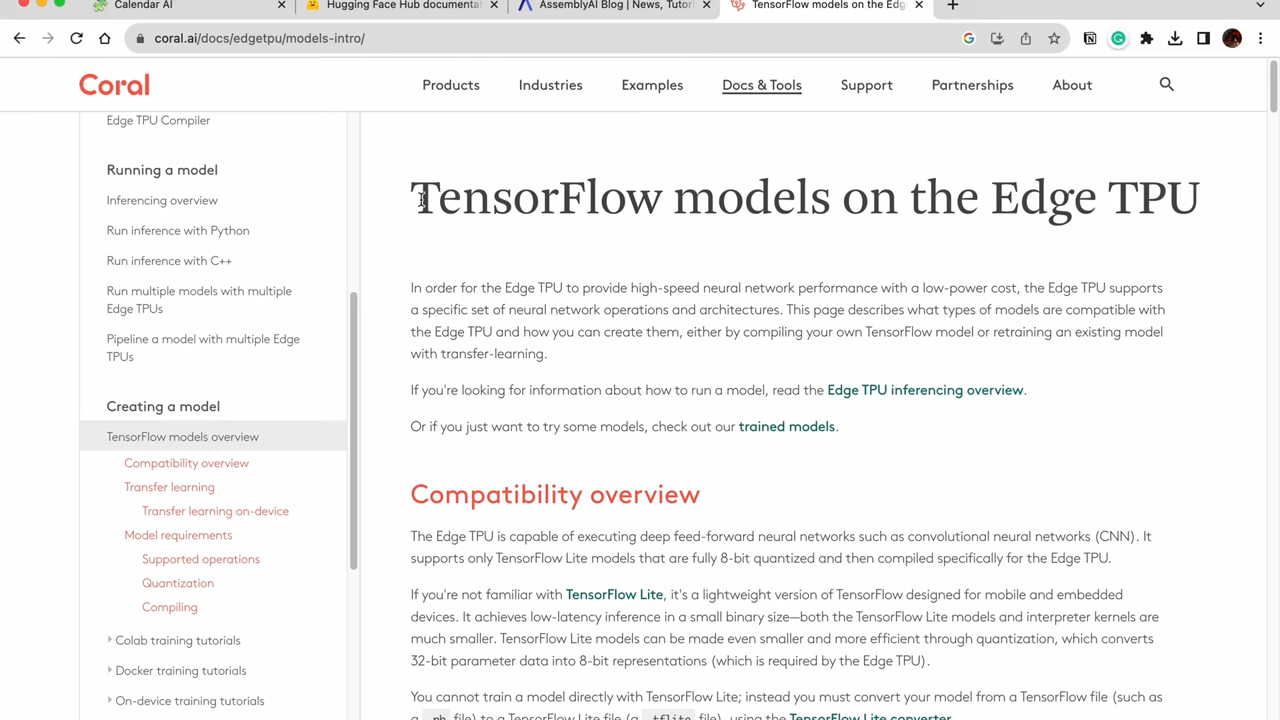 Calendar AI
Hugging Face Hub documentat
AssemblyAI Blog | News, Tutori
TensorFlow models on the Edge
coral.ai/docs/edgetpu/models-intro/
Coral
Products
Industries
Examples
Docs & Tools
Support
Partnerships
About
Edge TPU Compiler
Running a model
Inferencing overview
Run inference with Python
Run inference with C++
Run multiple models with multiple
Edge TPUs
Pipeline a model with multiple Edge
TPUs
Creating a model
TensorFlow models overview
Compatibility overview
Transfer learning
Transfer learning on-device
Model requirements
Supported operations
Quantization
Compiling
Colab training tutorials
Docker training tutorials
On-device training tutorials
TensorFlow models on the Edge TPU
In order for the Edge TPU to provide high-speed neural network performance with a low-power cost, the Edge TPU supports
a specific set of neural network operations and architectures. This page describes what types of models are compatible with
the Edge TPU and how you can create them, either by compiling your own TensorFlow model or retraining an existing model
with transfer-learning.
If you're looking for information about how to run a model, read the Edge TPU inferencing overview.
Or if you just want to try some models, check out our trained models.
Compatibility overview
The Edge TPU is capable of executing deep feed-forward neural networks such as convolutional neural networks (CNN). It
supports only TensorFlow Lite models that are fully 8-bit quantized and then compiled specifically for the Edge TPU.
If you're not familiar with TensorFlow Lite, it's a lightweight version of TensorFlow designed for mobile and embedded
devices. It achieves low-latency inference in a small binary size—both the TensorFlow Lite models and interpreter kernels are
much smaller. TensorFlow Lite models can be made even smaller and more efficient through quantization, which converts
32-bit parameter data into 8-bit representations (which is required by the Edge TPU).
You cannot train a model directly with TensorFlow Lite; instead you must convert your model from a TensorFlow file (such as
a .pb file) to a TensorFlow Lite file (a .tflite file), using the TensorFlow Lite converter.